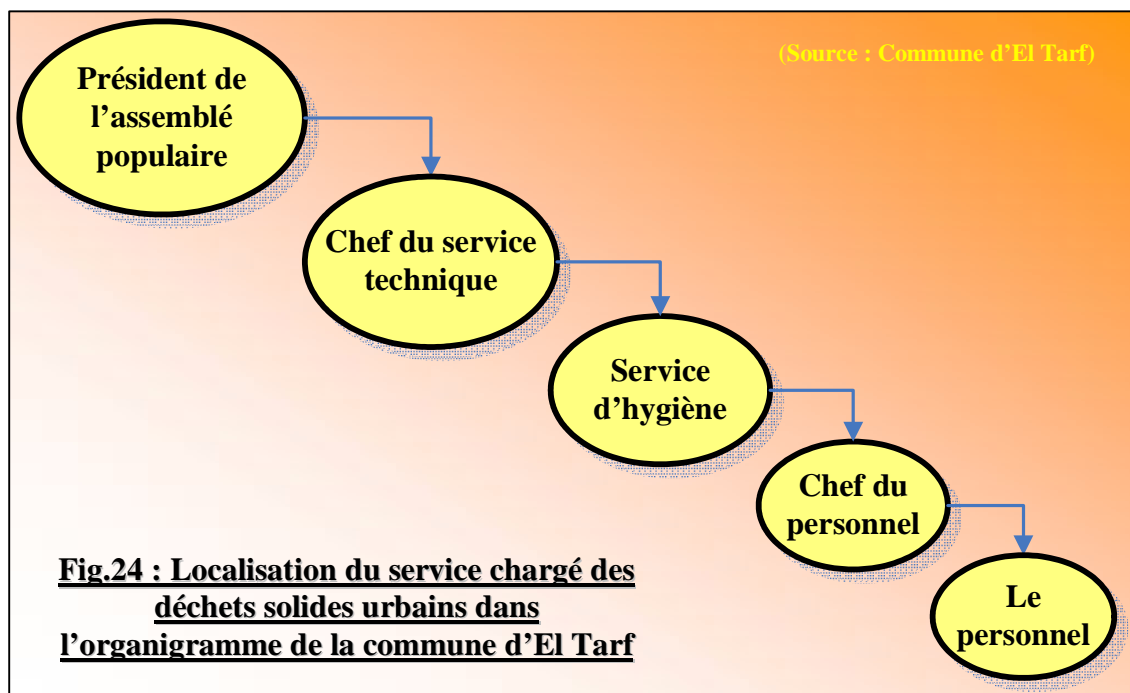 (Source : Commune d'El Tarf)
Président de
l'assemblé
populaire
Chef du service
technique
Service
d'hygiène
Chef du
personnel
Le
personnel
Fig.24 : Localisation du service chargé des
déchets solides urbains dans
l'organigramme de la commune d'El Tarf